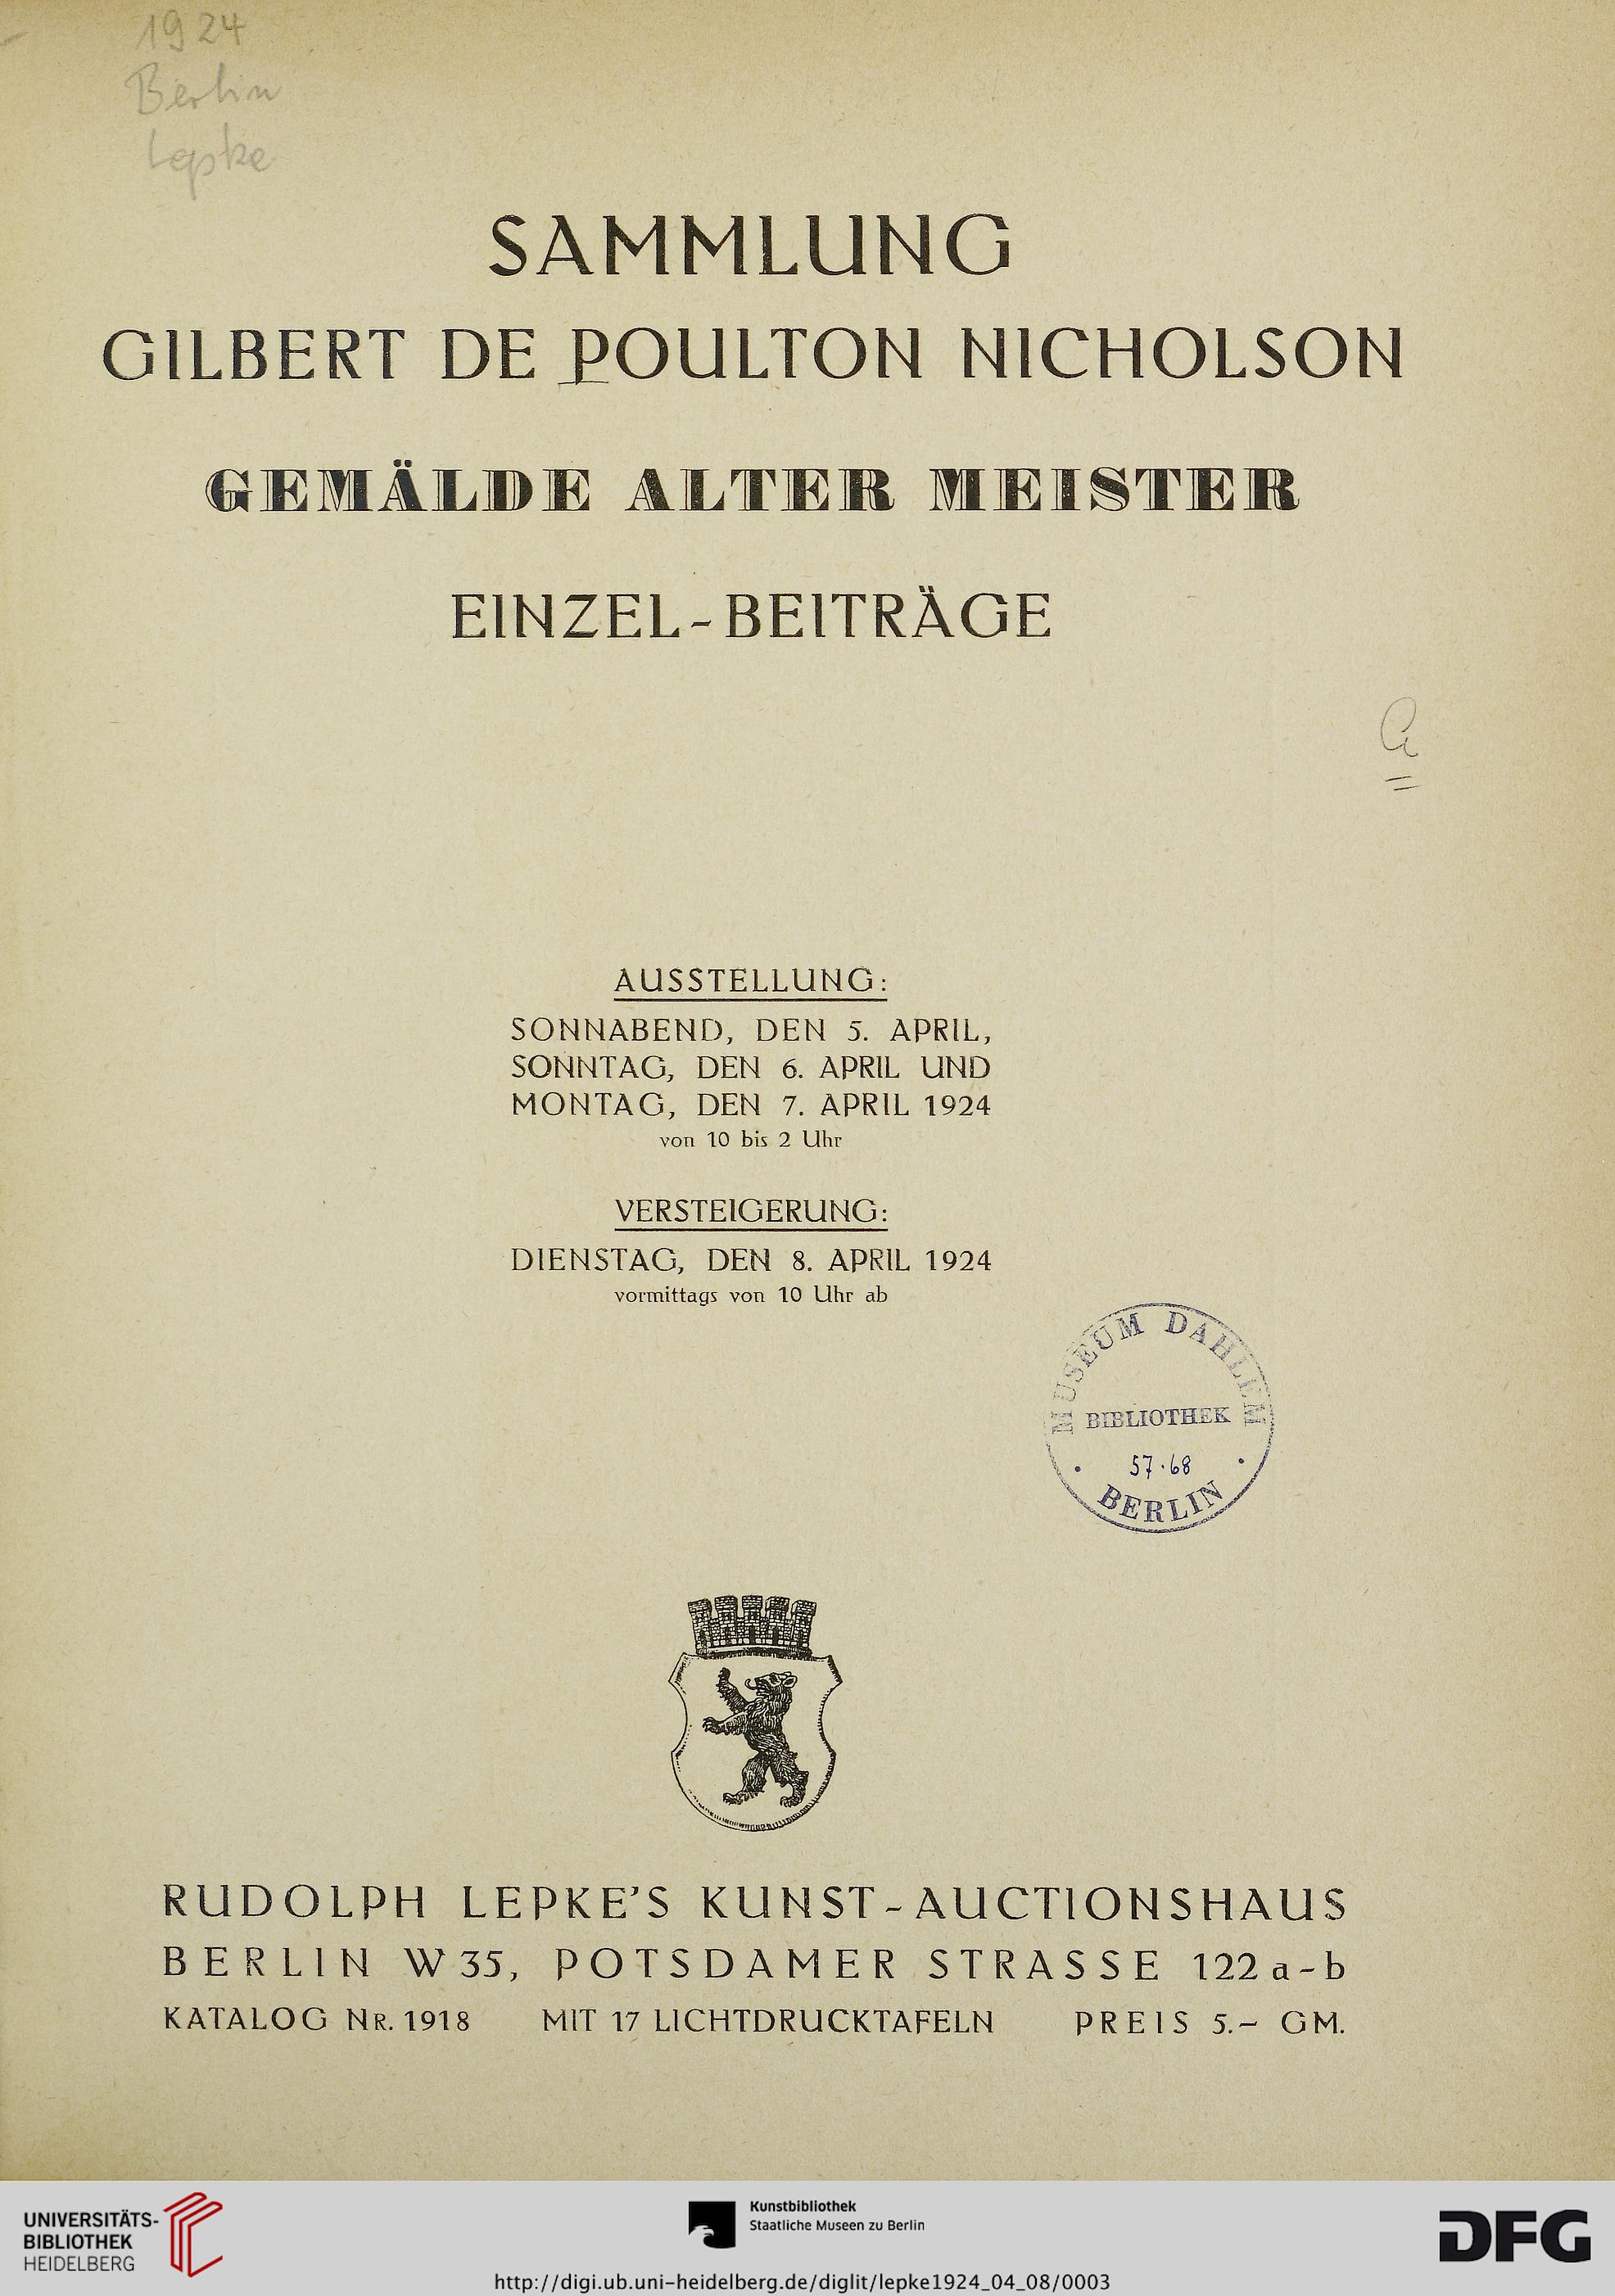 1924
Berlin
Lepke
SAMMLUNG
GILBERT DE POULTON NICHOLSON
GEMÄLDE ALTER MEISTER
EINZEL-BEITRÄGE
AUSSTELLUNG:
SONNABEND, DEN 5. APRIL,
SONNTAG, DEN 6. APRIL UND
MONTAG, DEN 7. APRIL 1924
von 10 bis 2 Uhr
VERSTEIGERUNG:
DIENSTAG, DEN 8. APRIL 1924
vormittags von 10 Uhr ab
MUSEUM DAHLEM
BIBLIOTHEK
57·68
BERLIN
RUDOLPH LEPKE'S KUNST-AUCTIONSHAUS
BERLIN W 35, POTSDAMER STRASSE 122 a-b
KATALOG NR. 1918 MIT 17 LICHTDRUCKTAFELN PREIS 5.– GM.
UNIVERSITÄTS-
BIBLIOTHEK
HEIDELBERG
Kunstbibliothek
Staatliche Museen zu Berlin
DFG
http://digi.ub.uni-heidelberg.de/diglit/lepke1924_04_08/0003